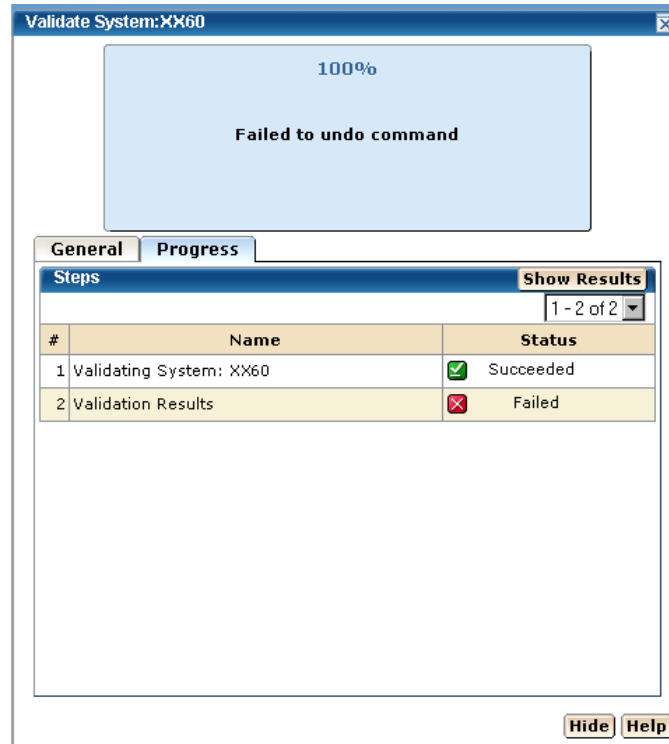 Validate System:XX60
100%
Failed to undo command
General Progress
Steps Show Results
1 - 2 of 2
# Name Status
1 Validating System: XX60 Succeeded
2 Validation Results Failed
Hide Help